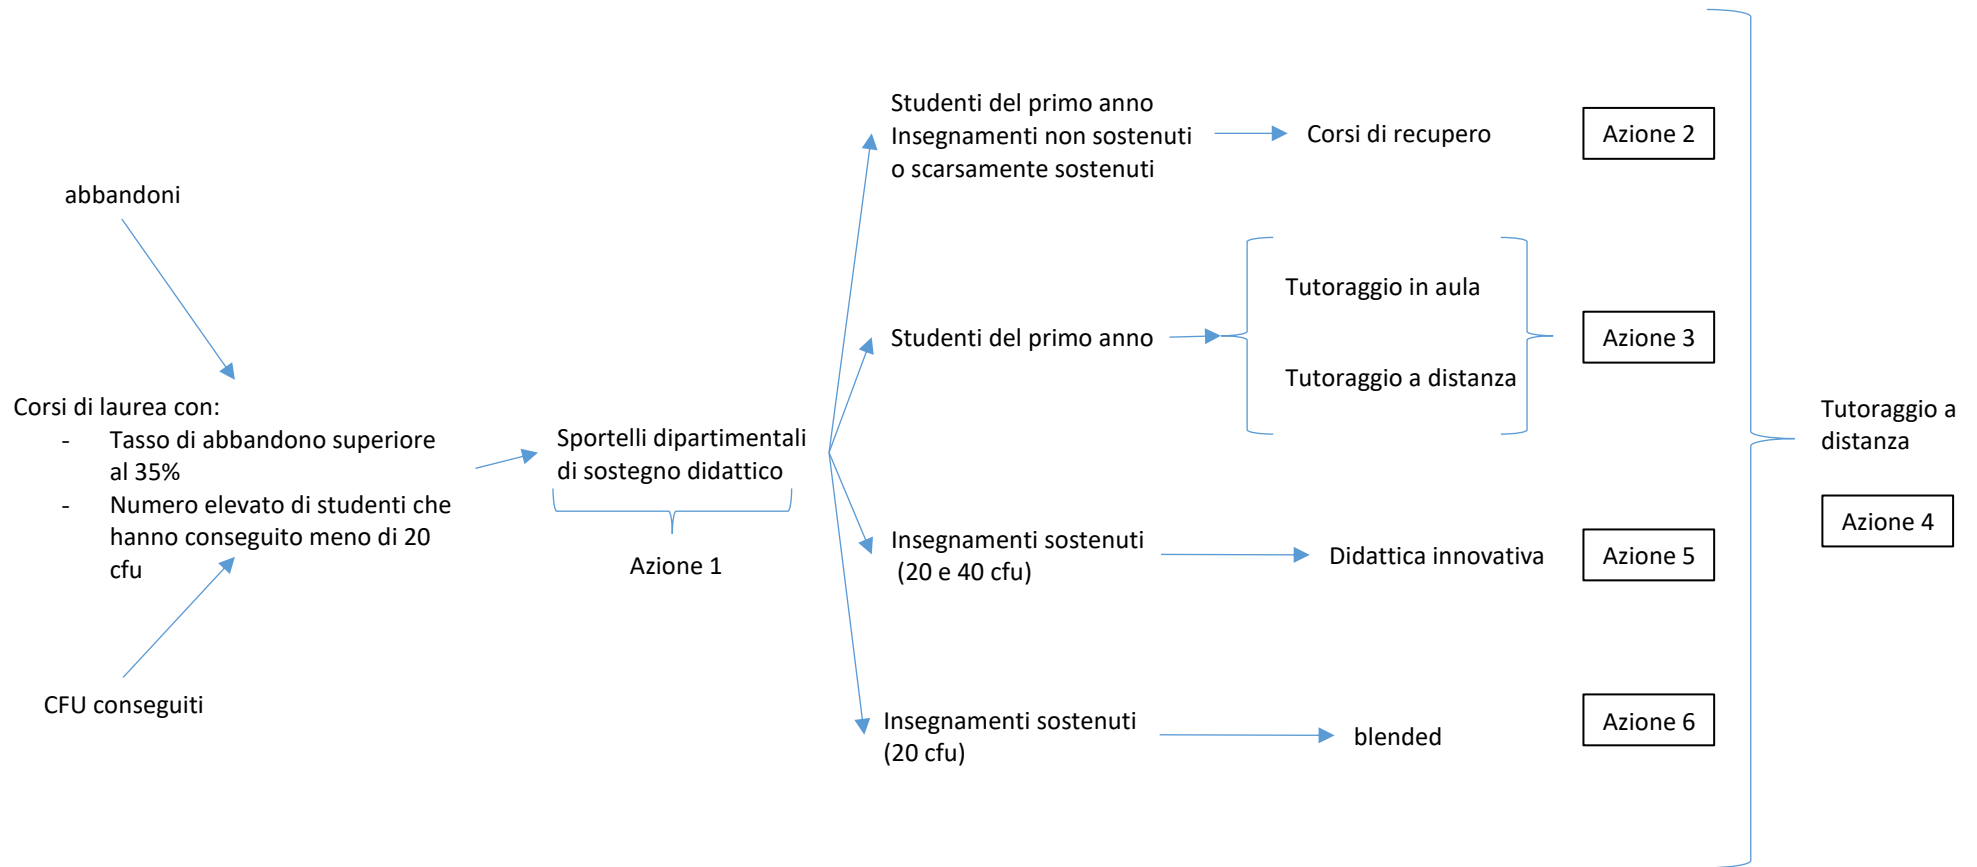 abbandoni
Corsi di laurea con:
- Tasso di abbandono superiore
al 35%
- Numero elevato di studenti che
hanno conseguito meno di 20
cfu
CFU conseguiti
Sportelli dipartimentali
di sostegno didattico
Azione 1
Studenti del primo anno
Insegnamenti non sostenuti
o scarsamente sostenuti
Corsi di recupero
Azione 2
Studenti del primo anno
Tutoraggio in aula
Tutoraggio a distanza
Azione 3
Insegnamenti sostenuti
(20 e 40 cfu)
Didattica innovativa
Azione 5
Insegnamenti sostenuti
(20 cfu)
blended
Azione 6
Tutoraggio a
distanza
Azione 4